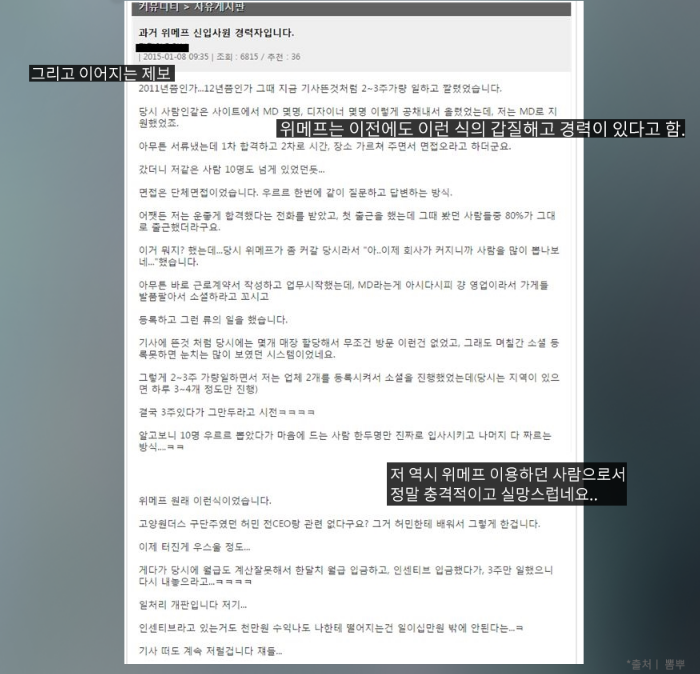 커뮤니티 > 자유게시판
과거 위메프 신입사원 경력자입니다.
| 2015-01-08 09:35 | 조회 : 6815 / 추천 : 36
그리고 이어지는 제보
2011년쯤인가...12년쯤인가 그때 지금 기사뜬것처럼 2~3주가량 일하고 짤렸었습니다.
당시 사람인같은 사이트에서 MD 몇명, 디자이너 몇명 이렇게 공채내서 올렸었는데, 저는 MD로 지
원했었죠.
위메프는 이전에도 이런 식의 갑질해고 경력이 있다고 함.
아무튼 서류냈는데 1차 합격하고 2차로 시간, 장소 가르쳐 주면서 면접오라고 하더군요.
갔더니 저같은 사람 10명도 넘게 있었던듯...
면접은 단체면접이었습니다. 우르르 한번에 같이 질문하고 답변하는 방식.
어쨋든 저는 운좋게 합격했다는 전화를 받았고, 첫 출근을 했는데 그때 봤던 사람들중 80%가 그대
로 출근했더라구요.
이거 뭐지? 했는데...당시 위메프가 좀 커갈 당시라서 "아..이제 회사가 커지니까 사람을 많이 뽑나보
네..."했습니다.
아무튼 바로 근로계약서 작성하고 업무시작했는데, MD라는게 아시다시피 걍 영업이라서 가게들
발품팔아서 소셜하라고 꼬시고
등록하고 그런 류의 일을 했습니다.
기사에 뜬것 처럼 당시에는 몇개 매장 할당해서 무조건 방문 이런건 없었고, 그래도 며칠간 소셜 등
록못하면 눈치는 많이 보였던 시스템이었네요.
그렇게 2~3주 가량일하면서 저는 업체 2개를 등록시켜서 소셜을 진행했었는데(당시는 지역이 있으
면 하루 3~4개 정도만 진행)
결국 3주있다가 그만두라고 시전ㅋㅋㅋㅋ
알고보니 10명 우르르 뽑았다가 마음에 드는 사람 한두명만 진짜로 입사시키고 나머지 다 짜르는
방식....ㅋㅋ
저 역시 위메프 이용하던 사람으로서
정말 충격적이고 실망스럽네요..
위메프 원래 이런식이었습니다.
고양원더스 구단주였던 허민 전CEO랑 관련 없다구요? 그거 허민한테 배워서 그렇게 한겁니다.
이제 터진게 우스울 정도...
게다가 당시에 월급도 계산잘못해서 한달치 월급 입금하고, 인센티브 입금했다가, 3주만 일했으니
다시 내놓으라고...ㅋㅋㅋㅋ
일처리 개판입니다 저기...
인센티브라고 있는거도 천만원 수익나도 나한테 떨어지는건 일이십만원 밖에 안된다는...ㅋ
기사 떠도 계속 저럴겁니다 쟤들...
*출처 | 뽐뿌